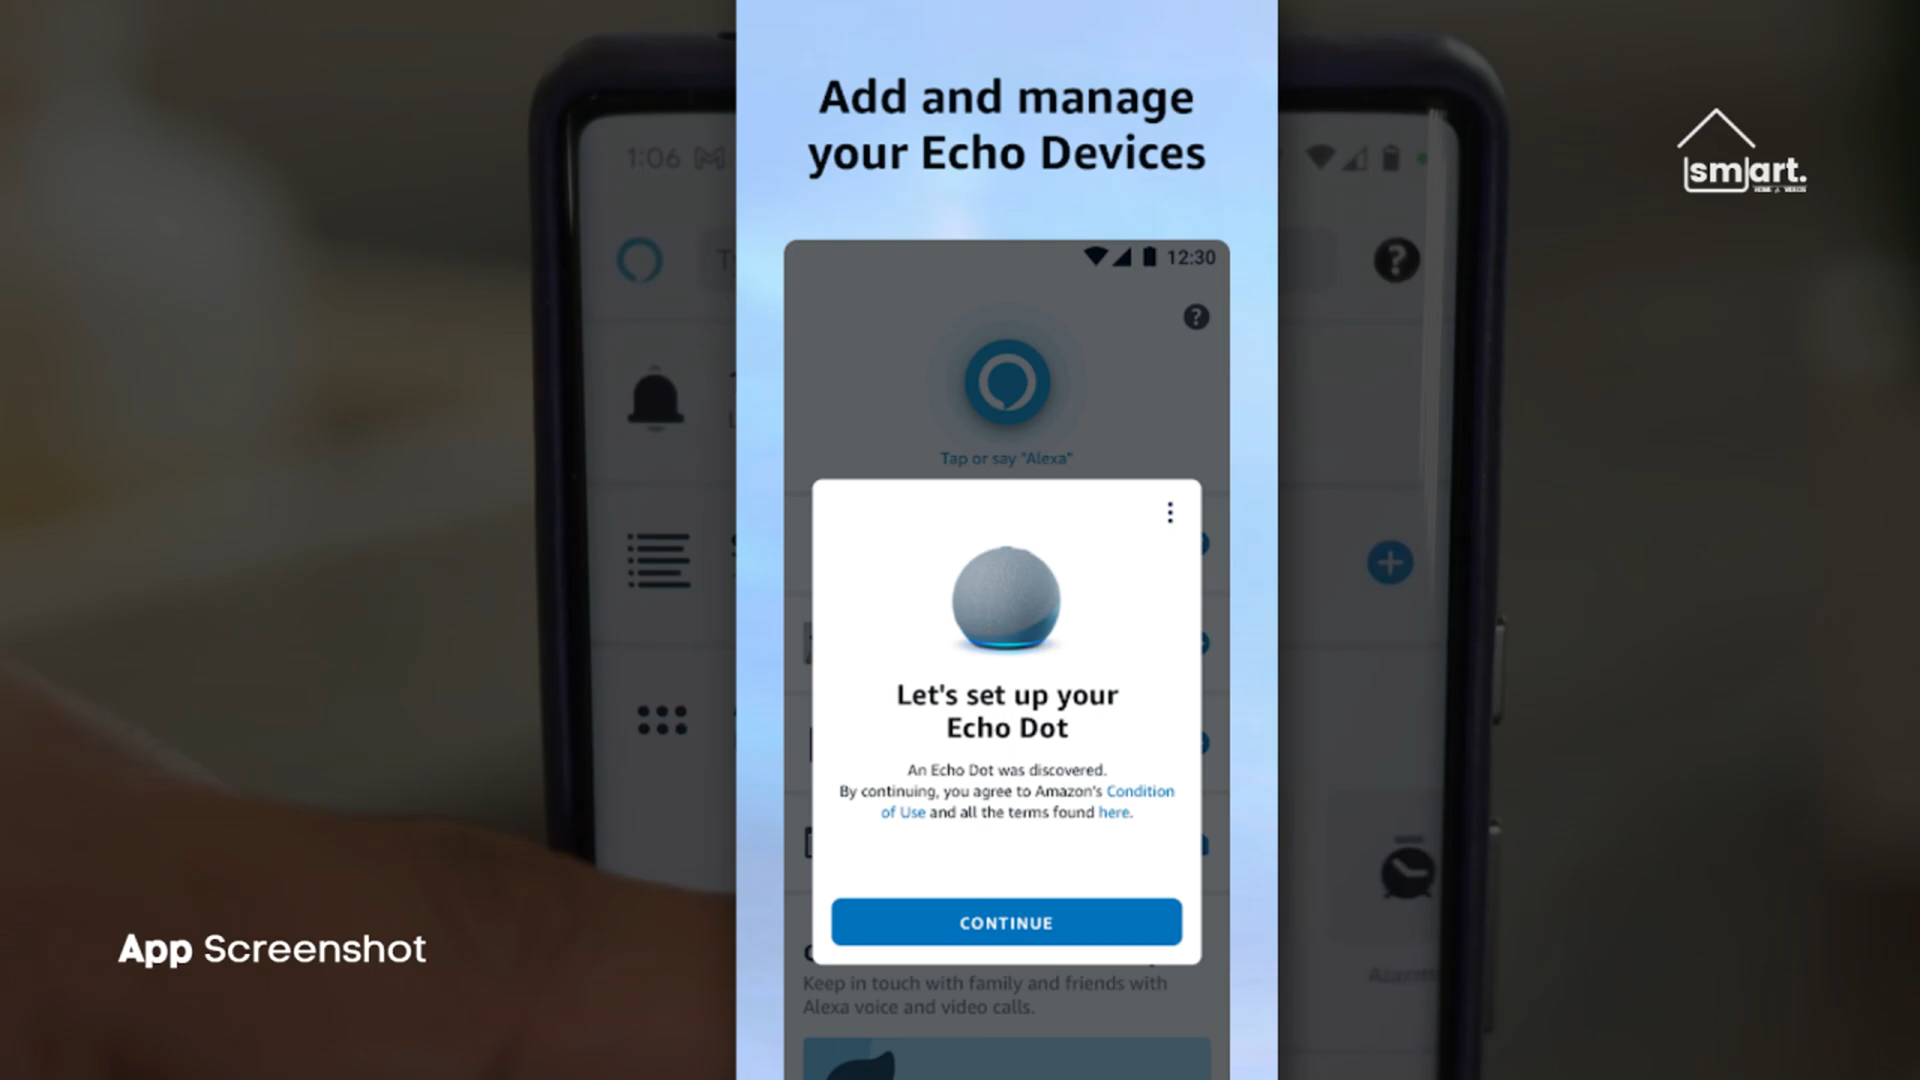 Add and manage
your Echo Devices
1:06
12:30
smart.
HOME & VIDEOS
Tap or say "Alexa"
Let's set up your
Echo Dot
An Echo Dot was discovered.
By continuing, you agree to Amazon's Condition
of Use and all the terms found here.
CONTINUE
App Screenshot
Keep in touch with family and friends with
Alexa voice and video calls.
Alarm